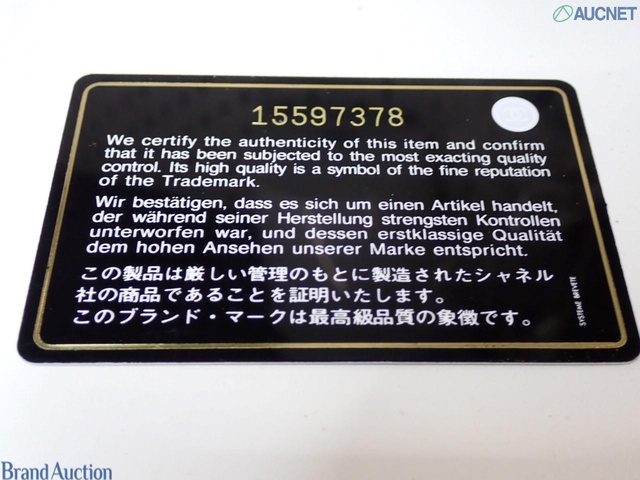 AUCNET
15597378
We certify the authenticity of this item and confirm
that it has been subjected to the most exacting quality
control. Its high quality is a symbol of the fine reputation
of the Trademark.
Wir bestätigen, dass es sich um einen Artikel handelt,
der während seiner Herstellung strengsten Kontrollen
unterworfen war, und dessen erstklassige Qualität
dem hohen Ansehen unserer Marke entspricht.
この製品は厳しい管理のもとに製造されたシャネル
社の商品であることを証明いたします。
このブランド・マークは最高級品質の象徴です。
SYSTEME BREVETE
Brand Auction